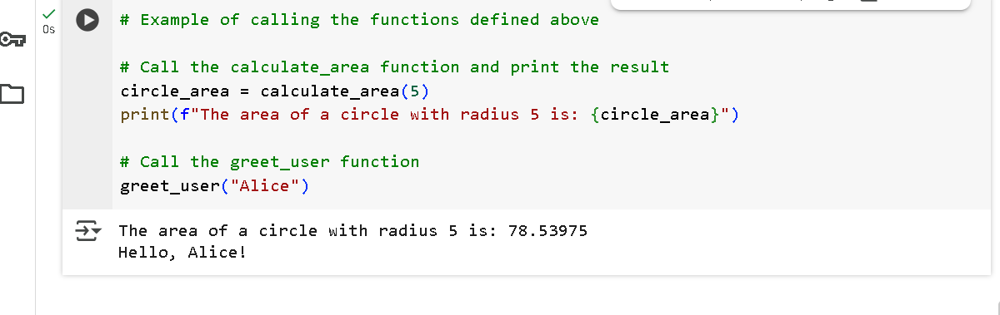 # Example of calling the functions defined above
0s
# Call the calculate_area function and print the result
circle_area = calculate_area(5)
print(f"The area of a circle with radius 5 is: {circle_area}")
# Call the greet_user function
greet_user("Alice")
The area of a circle with radius 5 is: 78.53975
Hello, Alice!